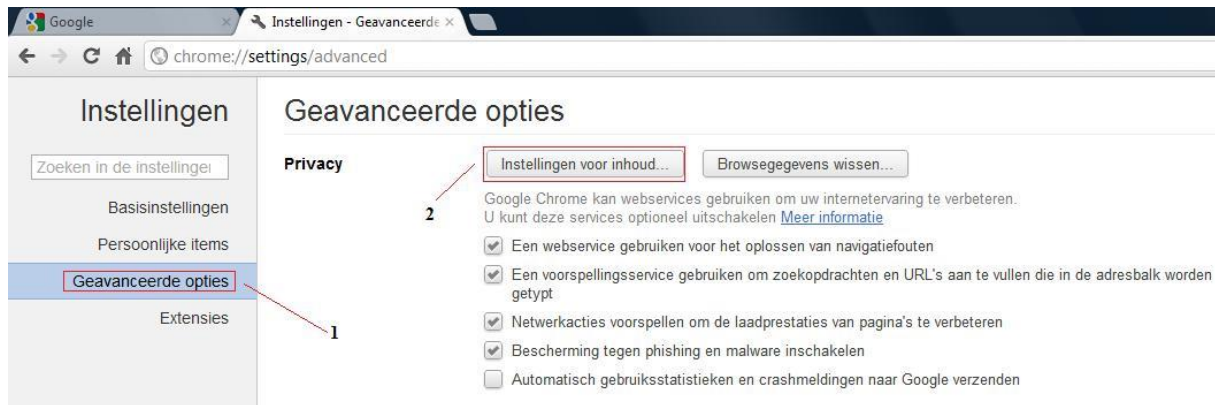 Google
Instellingen - Geavanceerde
chrome://settings/advanced
Instellingen
Zoeken in de instellinge
Basisinstellingen
Persoonlijke items
Geavanceerde opties
Extensies
1
Geavanceerde opties
Privacy
2
Instellingen voor inhoud... Browsegegevens wissen...
Google Chrome kan webservices gebruiken om uw internetervaring te verbeteren.
U kunt deze services optioneel uitschakelen Meer informatie
Een webservice gebruiken voor het oplossen van navigatiefouten
Een voorspellingsservice gebruiken om zoekopdrachten en URL's aan te vullen die in de adresbalk worden
getypt
Netwerkacties voorspellen om de laadprestaties van pagina's te verbeteren
Bescherming tegen phishing en malware inschakelen
Automatisch gebruiksstatistieken en crashmeldingen naar Google verzenden